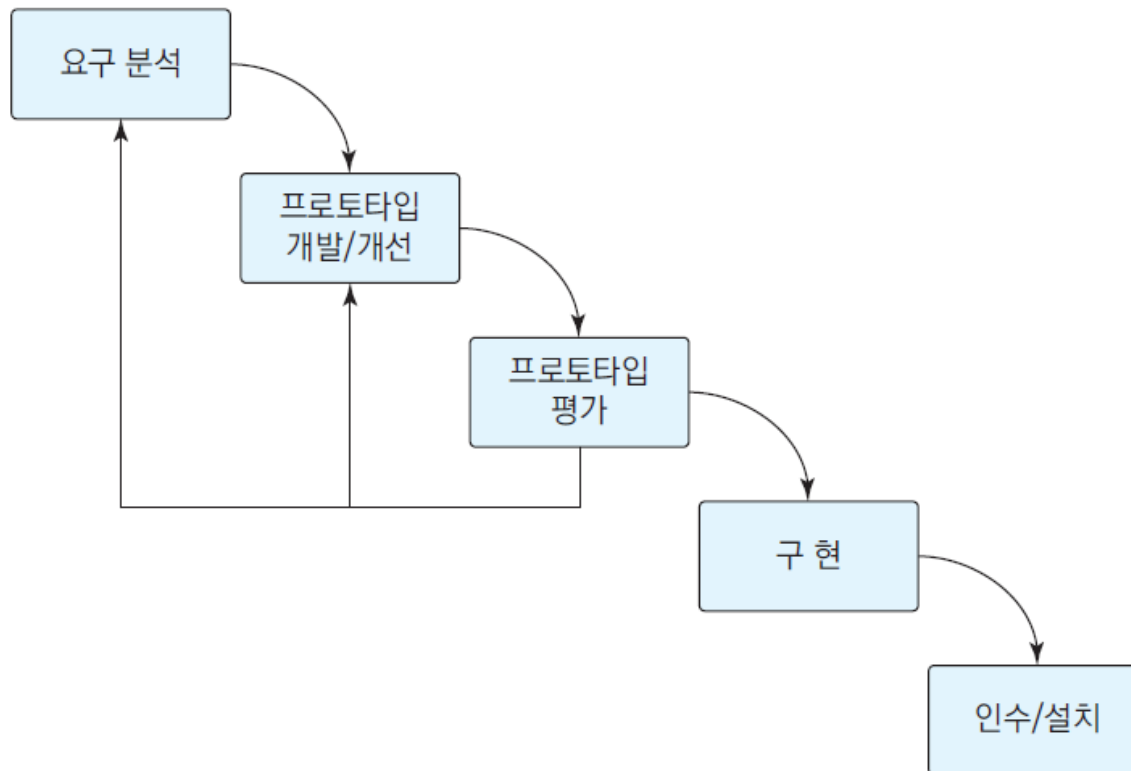 요구 분석
프로토타입
개발/개선
프로토타입
평가
구 현
인수/설치